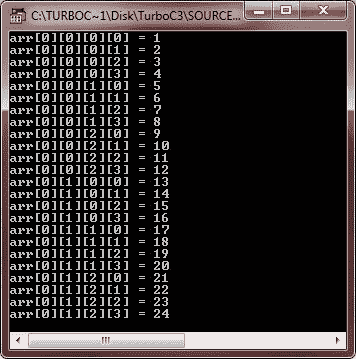 C:\TURBOC~1\Disk\TurboC3\SOURCE...
arr[0][0][0][0] = 1
arr[0][0][0][1] = 2
arr[0][0][0][2] = 3
arr[0][0][0][3] = 4
arr[0][0][1][0] = 5
arr[0][0][1][1] = 6
arr[0][0][1][2] = 7
arr[0][0][1][3] = 8
arr[0][0][2][0] = 9
arr[0][0][2][1] = 10
arr[0][0][2][2] = 11
arr[0][0][2][3] = 12
arr[0][1][0][0] = 13
arr[0][1][0][1] = 14
arr[0][1][0][2] = 15
arr[0][1][0][3] = 16
arr[0][1][1][0] = 17
arr[0][1][1][1] = 18
arr[0][1][1][2] = 19
arr[0][1][1][3] = 20
arr[0][1][2][0] = 21
arr[0][1][2][1] = 22
arr[0][1][2][2] = 23
arr[0][1][2][3] = 24